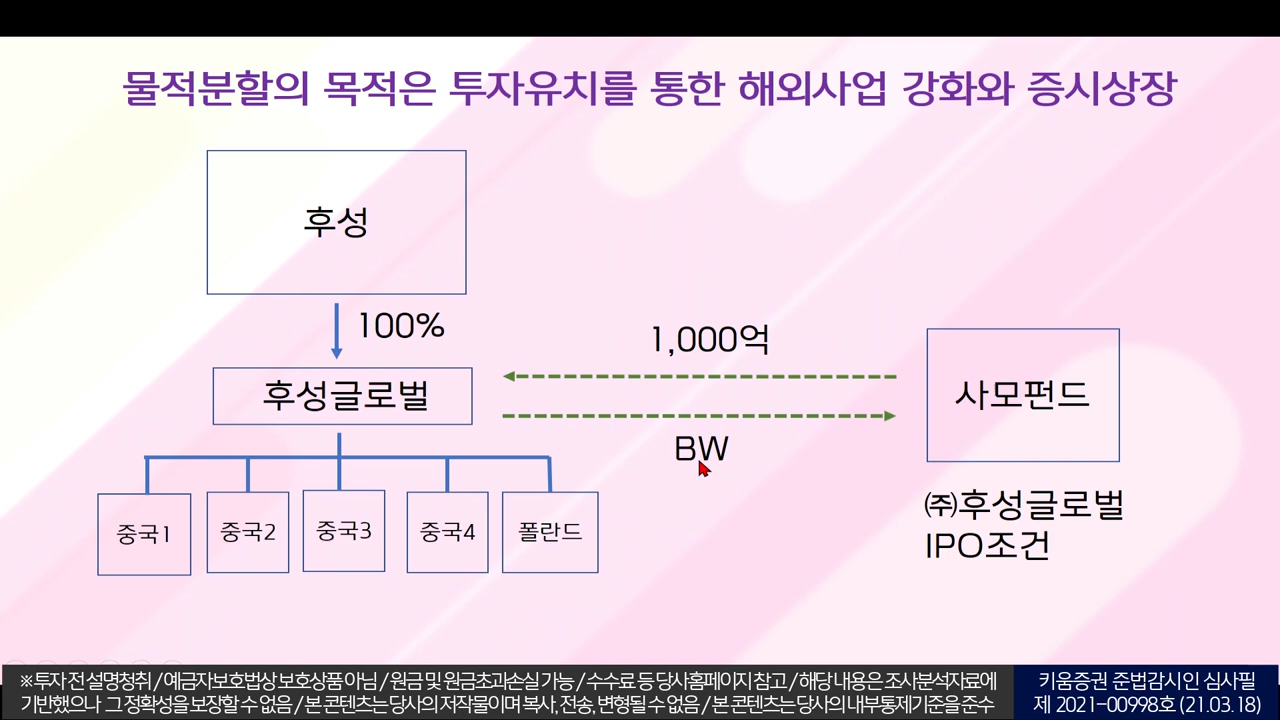 물적분할의 목적은 투자유치를 통한 해외사업 강화와 증시상장
후성
100%
후성글로벌
1,000억
BW
사모펀드
중국1
중국2
중국3
중국4
폴란드
㈜후성글로벌
IPO조건
※ 투자 전 설명청취 / 예금자보호법상 보호상품 아님 / 원금 및 원금초과손실 가능 / 수수료 등 당사홈페이지 참고 / 해당 내용은 조사분석자료에
기반했으나 그 정확성을 보장할 수 없음 / 본 콘텐츠는 당사의 저작물이며 복사, 전송, 변형될 수 없음 / 본 콘텐츠는 당사의 내부통제기준을 준수
키움증권 준법감시인 심사필
제 2021-00998호 (21.03.18)